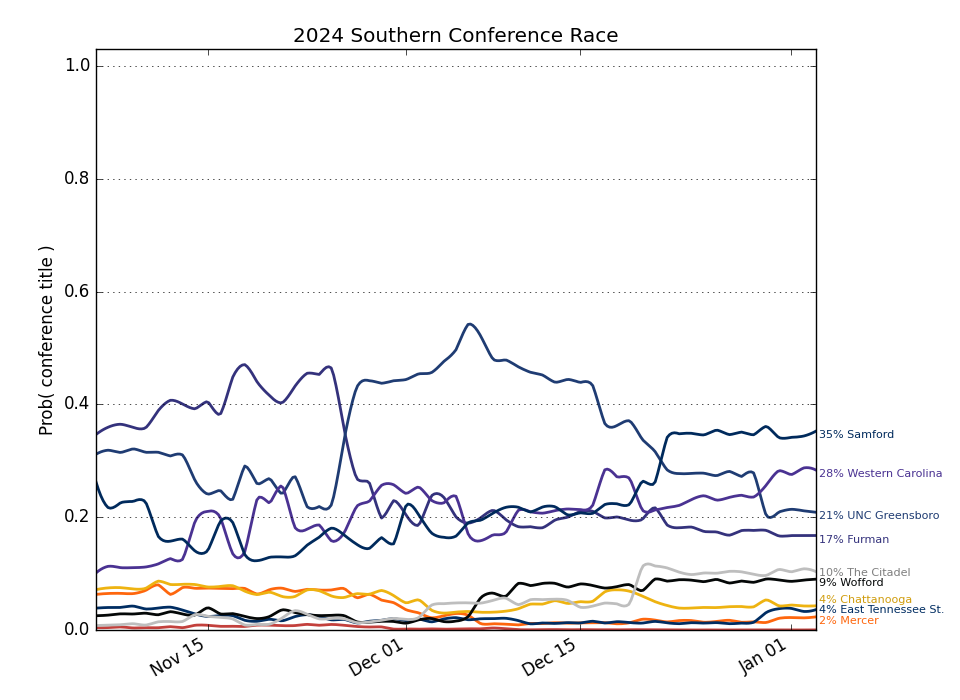 2024 Southern Conference Race
1.0
0.8
0.6
0.4
0.2
0.0
Prob( conference title )
35% Samford
28% Western Carolina
21% UNC Greensboro
17% Furman
10% The Citadel
9% Wofford
4% Chattanooga
4% East Tennessee St.
2% Mercer
Nov 15
Dec 01
Dec 15
Jan 01